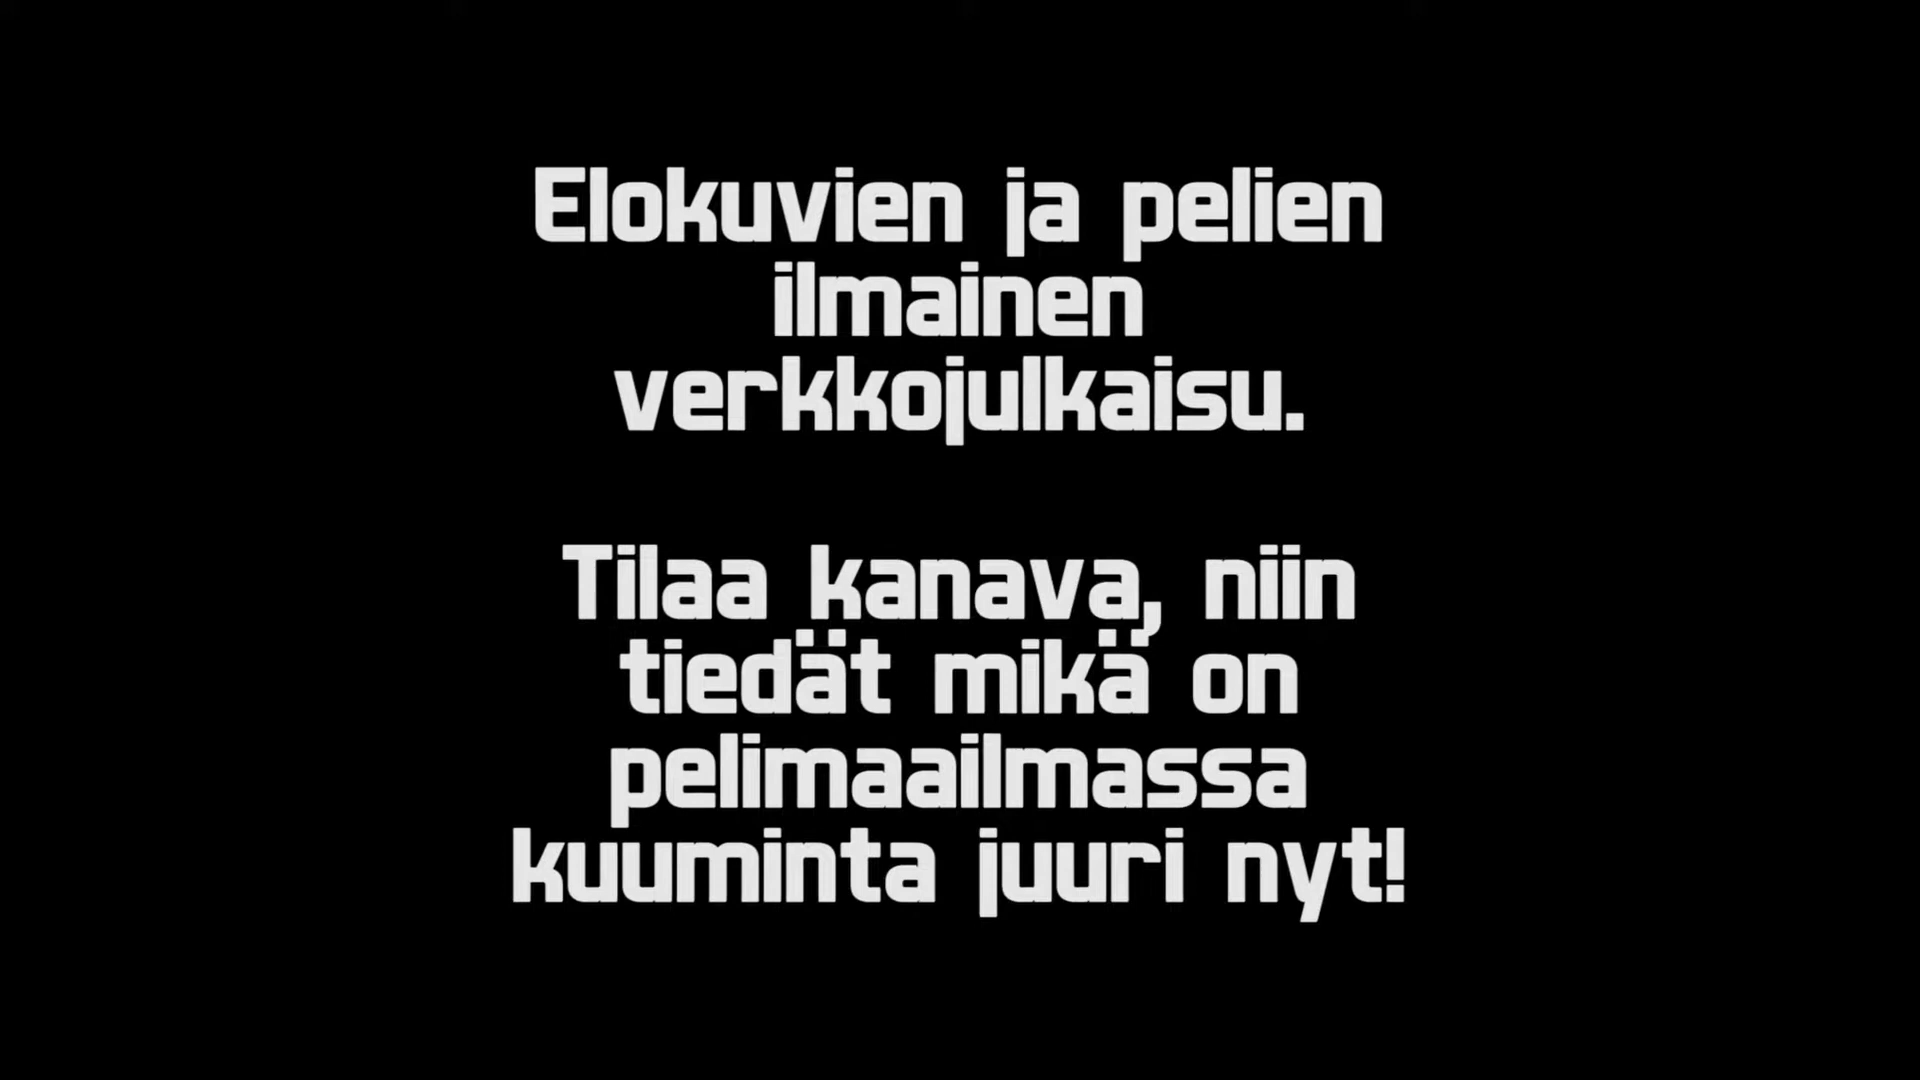 Elokuvien ja pelien
ilmainen
verkkojulkaisu.
Tilaa kanava, niin
tiedät mikä on
pelimaailmassa
kuuminta juuri nyt!